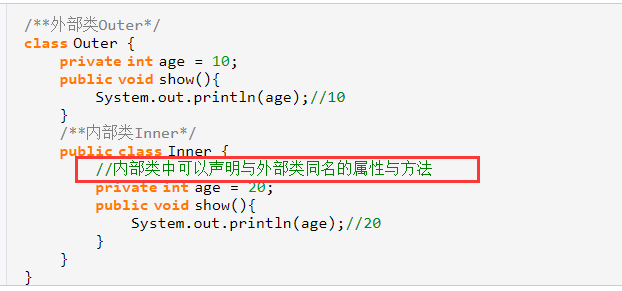 /**外部类Outer*/
class Outer {
    private int age = 10;
    public void show(){
        System.out.println(age);//10
    }
    /**内部类Inner*/
    public class Inner {
        //内部类中可以声明与外部类同名的属性与方法
        private int age = 20;
        public void show(){
            System.out.println(age);//20
        }
    }
}